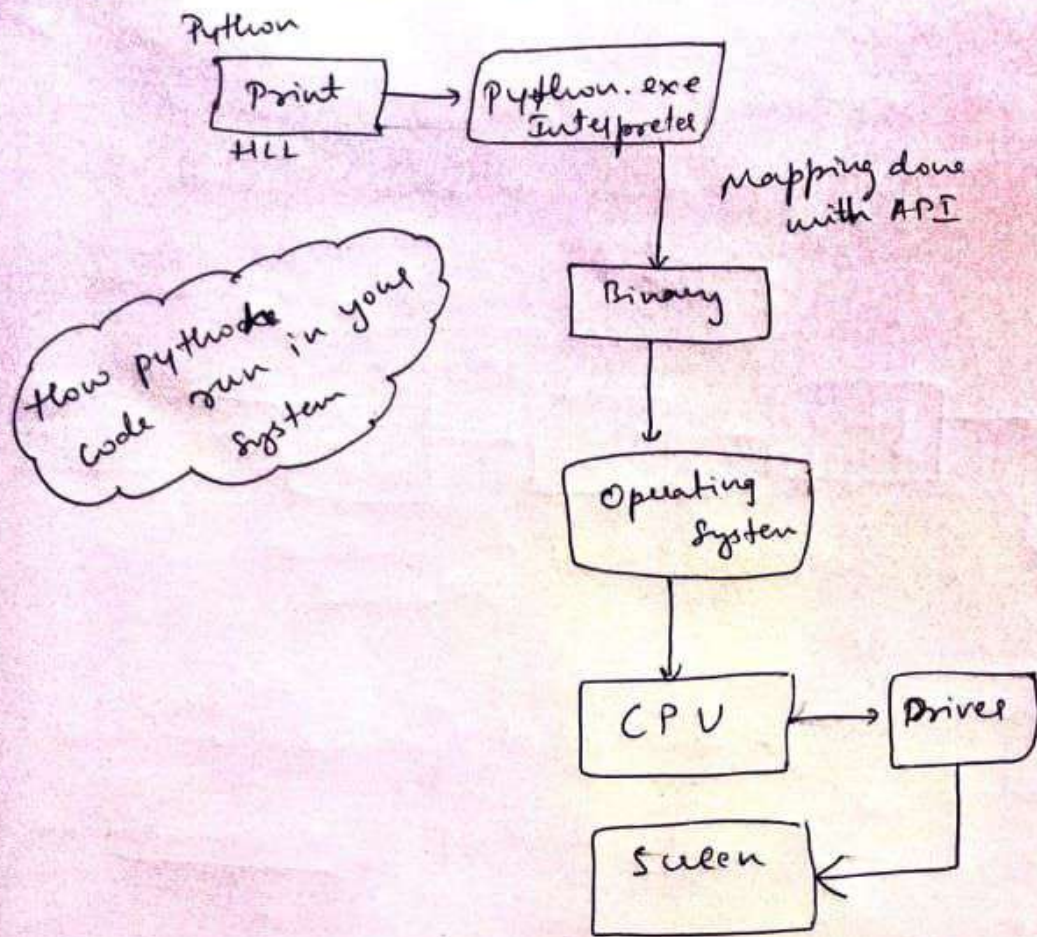 Python
Print
HLL
Python.exe
Interpreter
Mapping done
with API
Binary
How python
code run in your
system
Operating
System
CPU
Driver
Screen